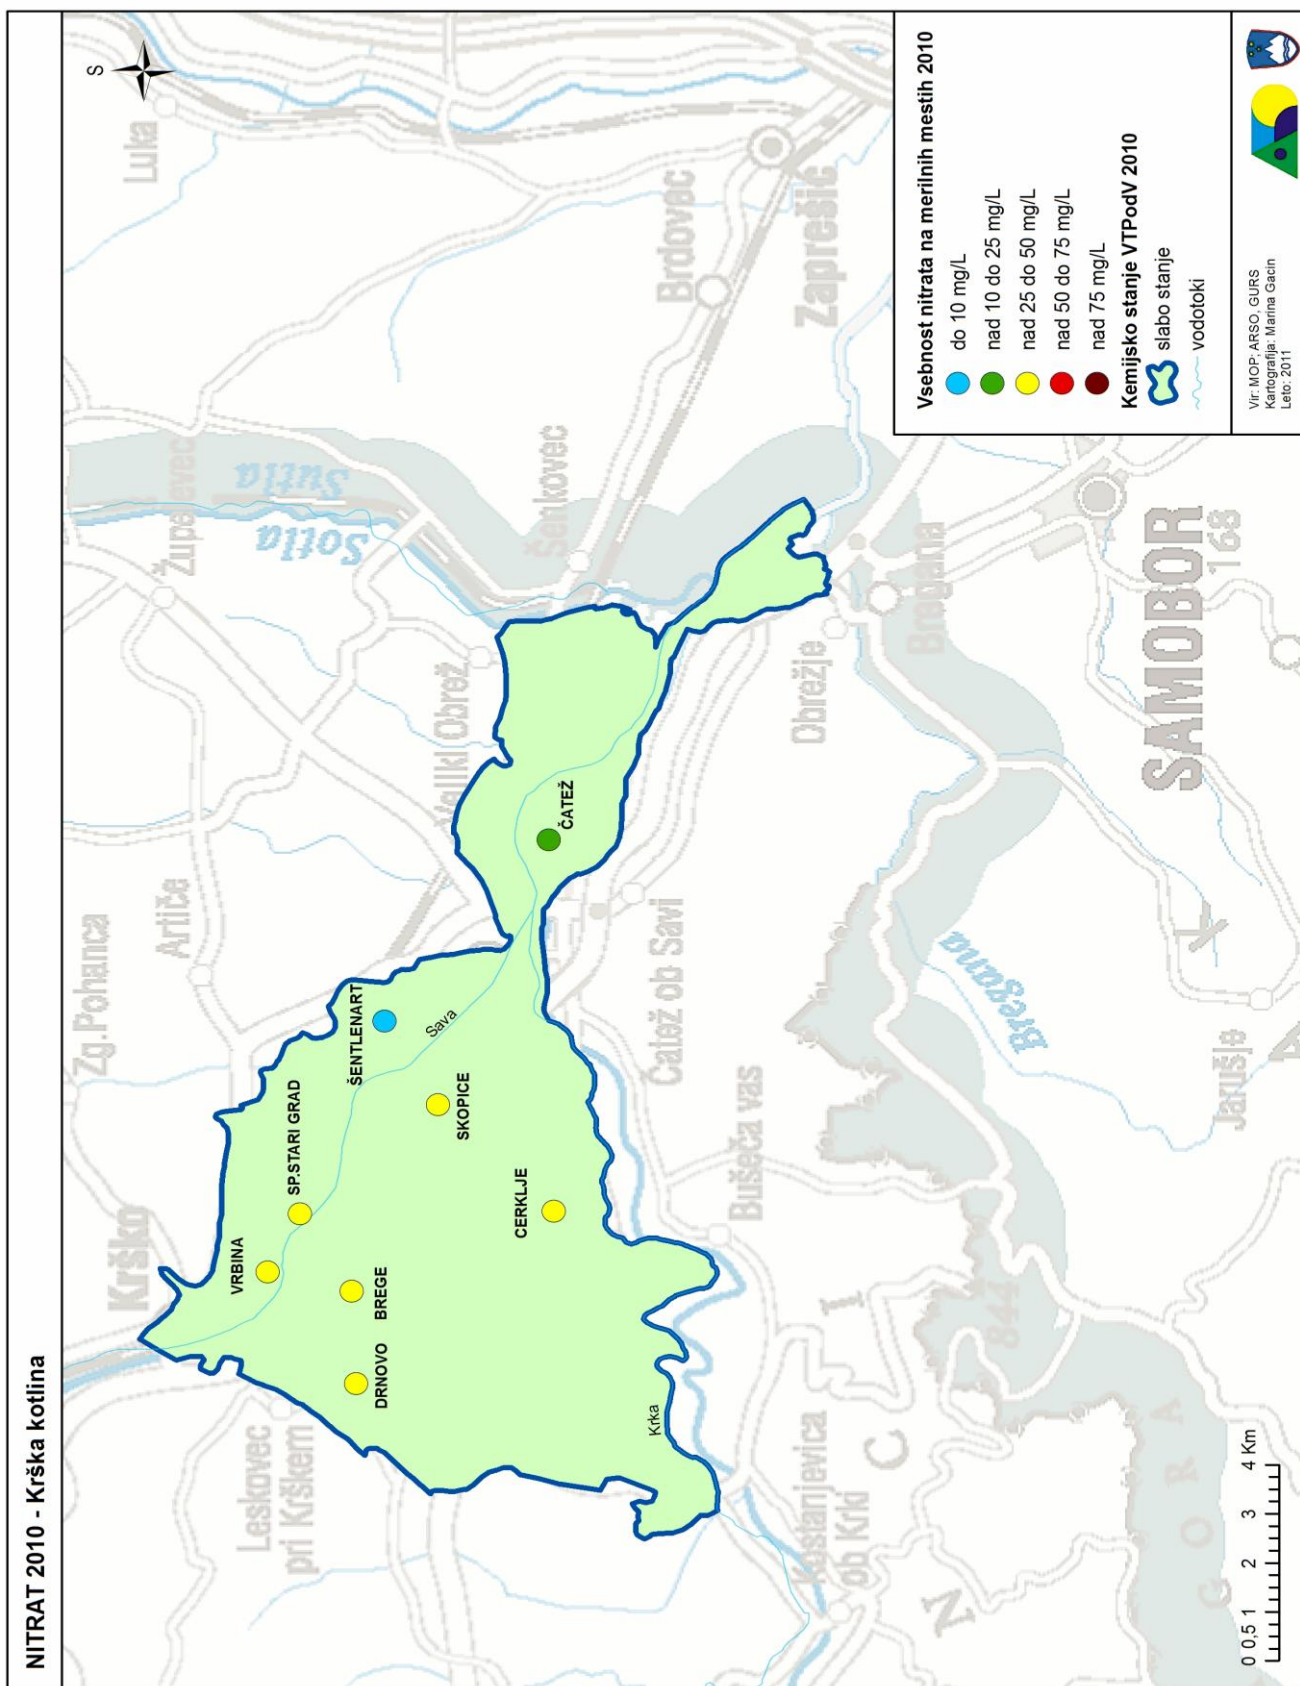 NITRAT 2010 - Krška kotlina
S
Luka
Zg.Pohanca
Artiče
Župelevec
Sutla
Sotla
Krško
Leskovec
pri Krškem
Veliki Obrež
Šenkovec
Brdovec
Zaprešić
VRBINA
SP.STARI GRAD
ŠENTLENART
Sava
BREGE
DRNOVO
SKOPICE
CERKLJE
ČATEŽ
Krka
Čatež ob Savi
Bušeča vas
Obrežje
Bregana
Kostanjevica
ob Krki
Bregana
SAMOBOR
168
Jarušje
844
N
C
I
G O R A
0 0,5 1 2 3 4 Km
Vsebnost nitrata na merilnih mestih 2010
do 10 mg/L
nad 10 do 25 mg/L
nad 25 do 50 mg/L
nad 50 do 75 mg/L
nad 75 mg/L
Kemijsko stanje VTPodV 2010
slabo stanje
vodotoki
Vir: MOP; ARSO, GURS
Kartografija: Marina Gacin
Leto: 2011